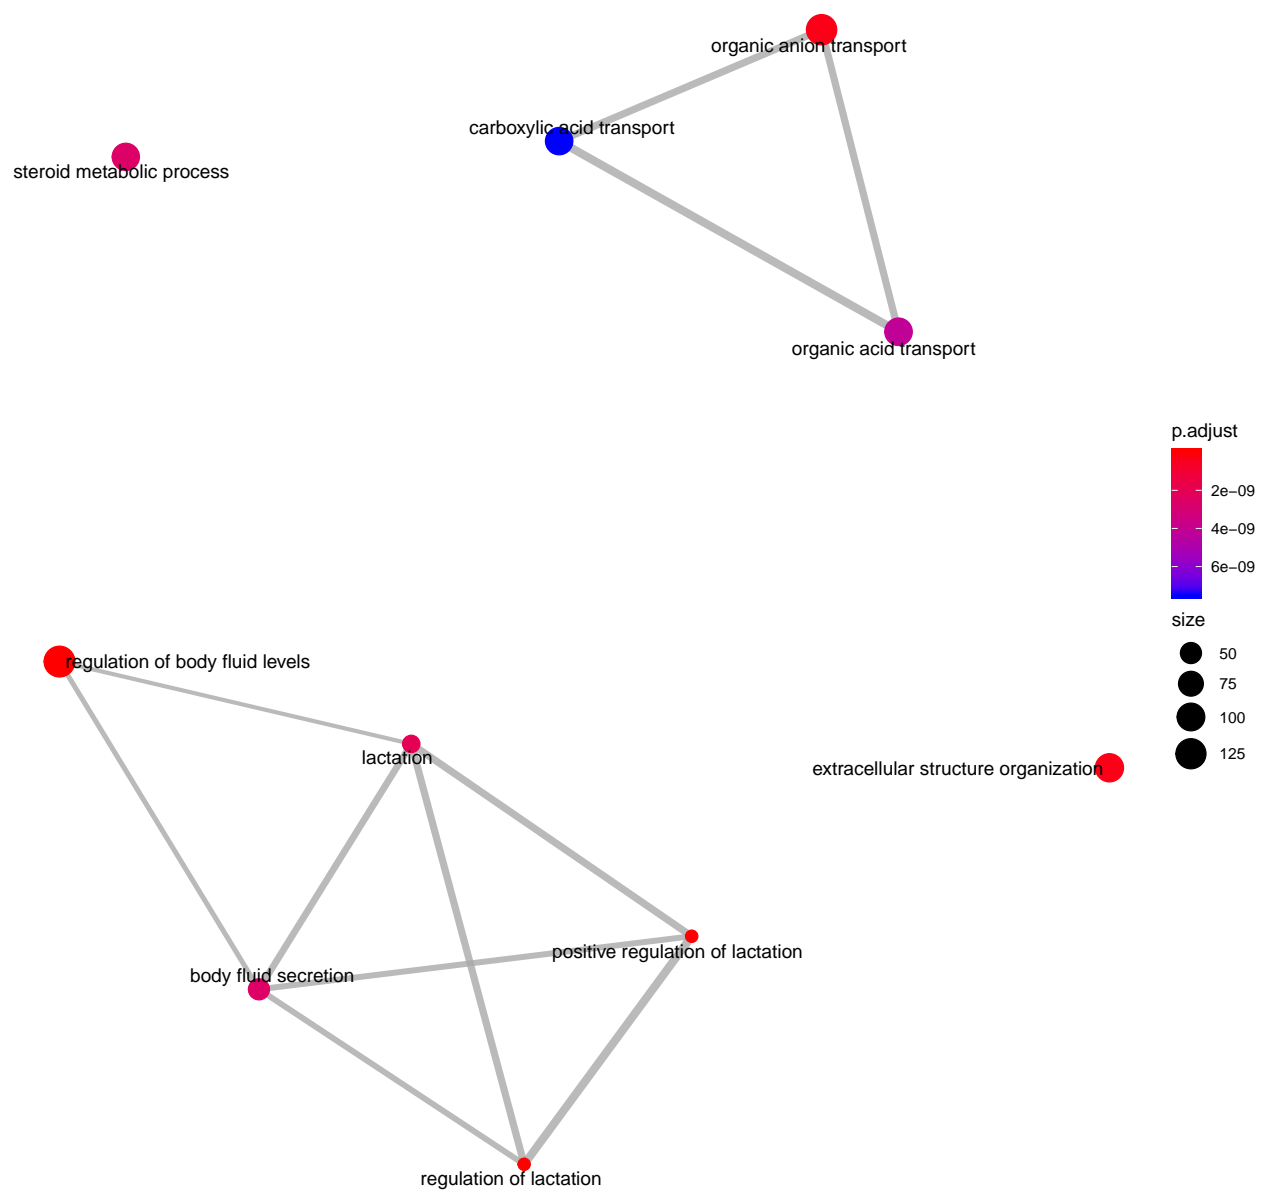 organic anion transport
carboxylic acid transport
steroid metabolic process
organic acid transport
p.adjust
2e−09
4e−09
6e−09
size
50
75
100
125
regulation of body fluid levels
lactation
extracellular structure organization
positive regulation of lactation
body fluid secretion
regulation of lactation